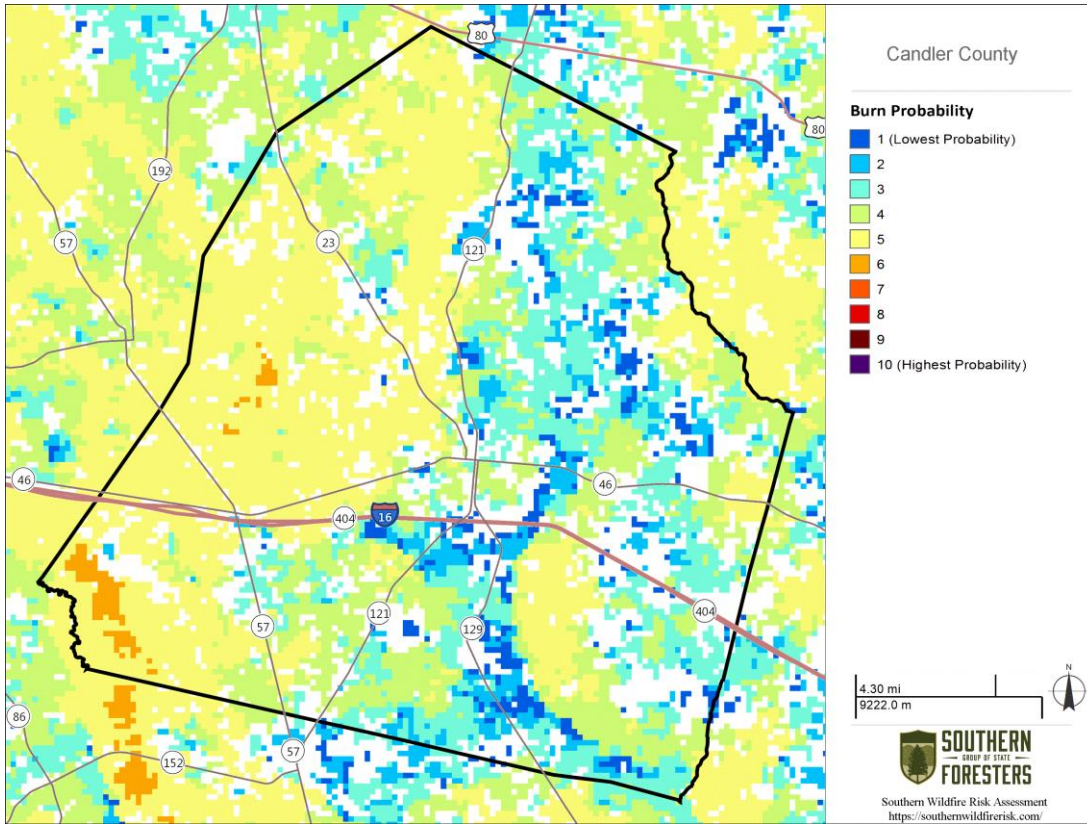 80
80
192
57
23
121
46
46
404
16
404
57
121
129
86
152
57
Candler County
Burn Probability
1 (Lowest Probability)
2
3
4
5
6
7
8
9
10 (Highest Probability)
4.30 mi
9222.0 m
N
SOUTHERN
GROUP OF STATE
FORESTERS
Southern Wildfire Risk Assessment
https://southernwildfirerisk.com/